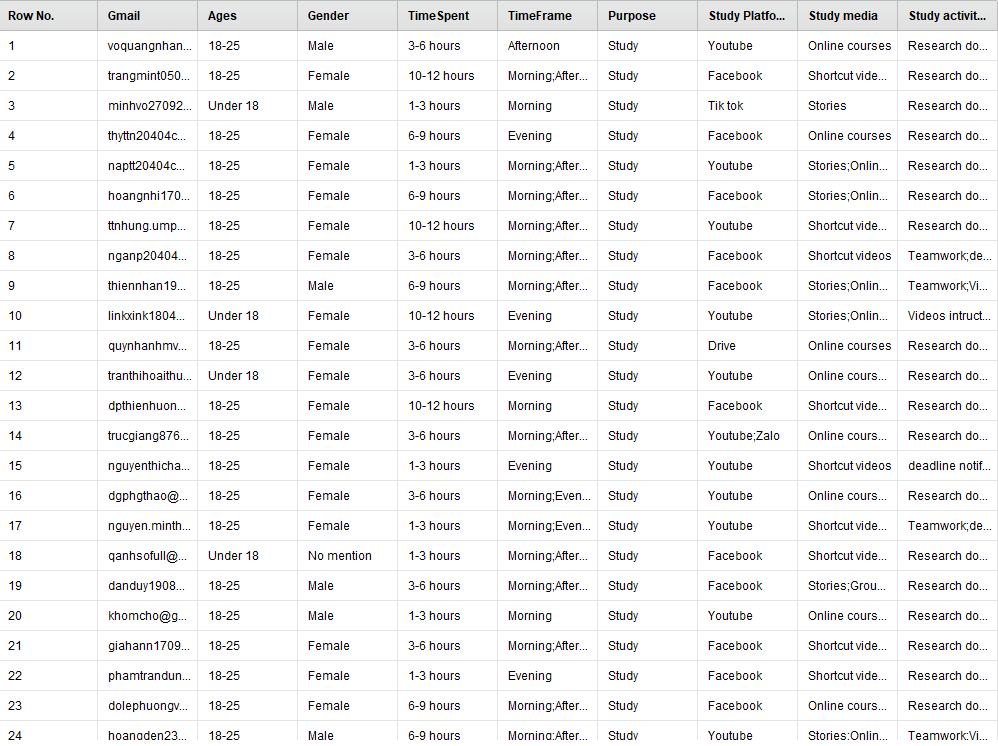 Row No. Gmail Ages Gender TimeSpent TimeFrame Purpose Study Platfo... Study media Study activit...
1 voquangnhan... 18-25 Male 3-6 hours Afternoon Study Youtube Online courses Research do...
2 trangmint050... 18-25 Female 10-12 hours Morning;After... Study Facebook Shortcut vide... Research do...
3 minhvo27092... Under 18 Male 1-3 hours Morning Study Tik tok Stories Research do...
4 thyttn20404c... 18-25 Female 6-9 hours Evening Study Facebook Online courses Research do...
5 naptt20404c... 18-25 Female 1-3 hours Morning;After... Study Youtube Stories;Onlin... Research do...
6 hoangnhi170... 18-25 Female 6-9 hours Morning;After... Study Facebook Stories;Onlin... Research do...
7 ttnhung.ump... 18-25 Female 10-12 hours Morning;After... Study Youtube Shortcut vide... Research do...
8 nganp20404... 18-25 Female 3-6 hours Morning;After... Study Facebook Shortcut videos Teamwork;de...
9 thiennhan19... 18-25 Male 6-9 hours Morning;After... Study Facebook Stories;Onlin... Teamwork;Vi...
10 linkxink1804... Under 18 Female 10-12 hours Evening Study Youtube Stories;Onlin... Videos intruct...
11 quynhanhmv... 18-25 Female 3-6 hours Morning;After... Study Drive Online courses Research do...
12 tranthihoaithu... Under 18 Female 3-6 hours Evening Study Youtube Online cours... Research do...
13 dpthienhuon... 18-25 Female 10-12 hours Morning Study Facebook Shortcut vide... Research do...
14 trucgiang876... 18-25 Female 3-6 hours Morning;After... Study Youtube;Zalo Online cours... Research do...
15 nguyenthicha... 18-25 Female 1-3 hours Evening Study Youtube Shortcut videos deadline notif...
16 dgphgthao@... 18-25 Female 3-6 hours Morning;Even... Study Youtube Online cours... Research do...
17 nguyen.minth... 18-25 Female 1-3 hours Morning;Even... Study Youtube Shortcut vide... Teamwork;de...
18 qanhsofull@... Under 18 No mention 1-3 hours Morning;After... Study Facebook Shortcut vide... Research do...
19 danduy1908... 18-25 Male 3-6 hours Morning;After... Study Facebook Stories;Grou... Research do...
20 khomcho@g... 18-25 Male 1-3 hours Morning Study Youtube Online cours... Research do...
21 giahann1709... 18-25 Female 3-6 hours Morning;After... Study Facebook Shortcut vide... Research do...
22 phamtrandun... 18-25 Female 1-3 hours Evening Study Facebook Shortcut vide... Research do...
23 dolephuongv... 18-25 Female 6-9 hours Morning;After... Study Facebook Online cours... Research do...
24 hoangden23... 18-25 Male 6-9 hours Morning;After... Study Youtube Stories;Onlin... Teamwork;Vi...